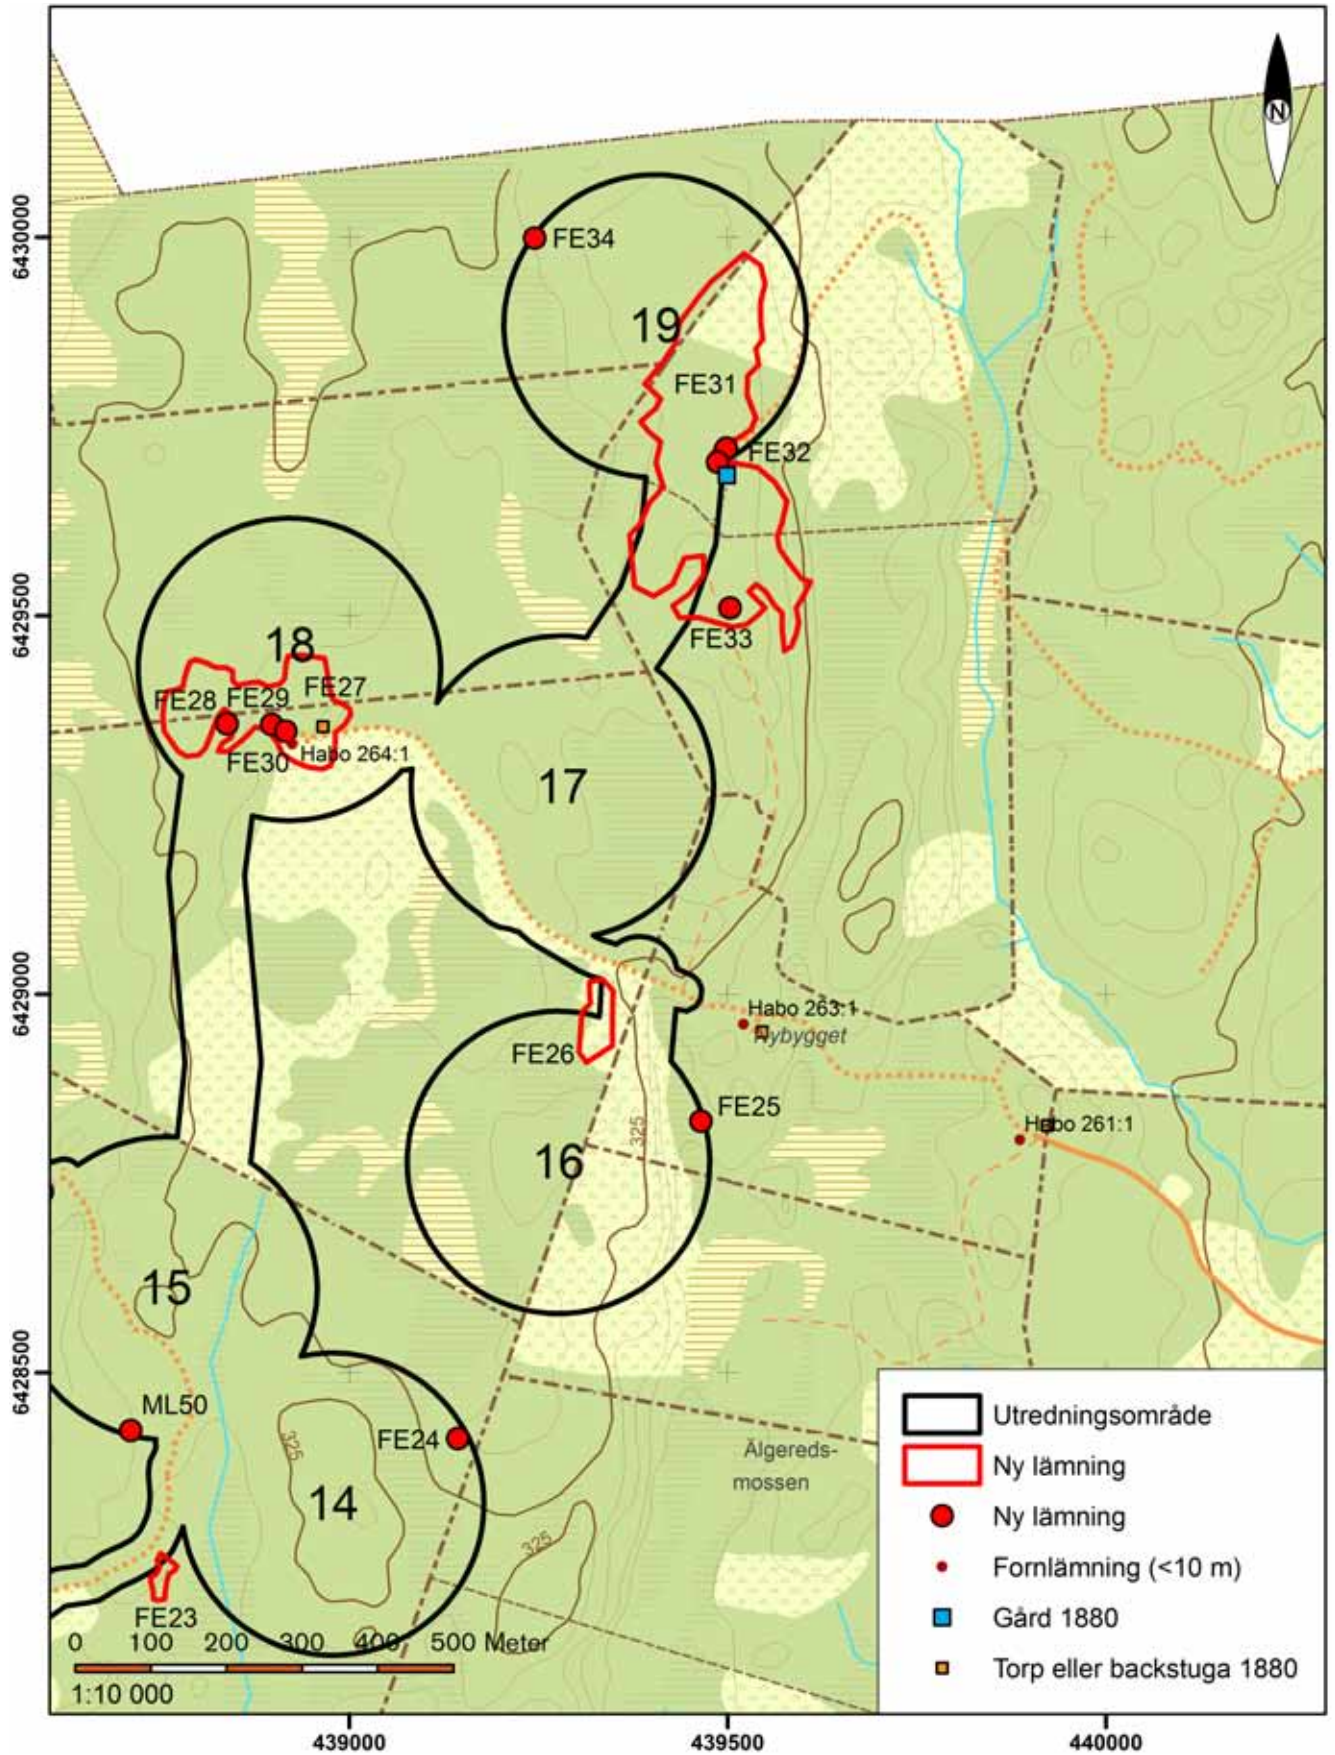 N
6430000
FE34
19
FE31
FE32
6429500
FE33
18
FE28 FE29 FE27
FE30 Habo 264:1
17
6429000
Habo 263:1
Nybygget
FE26
FE25
325
Habo 261:1
16
15
6428500
ML50
FE24
325
14
Älgereds-
mossen
325
FE23
0 100 200 300 400 500 Meter
1:10 000
Utredningsområde
Ny lämning
Ny lämning
Fornlämning (<10 m)
Gård 1880
Torp eller backstuga 1880
439000 439500 440000